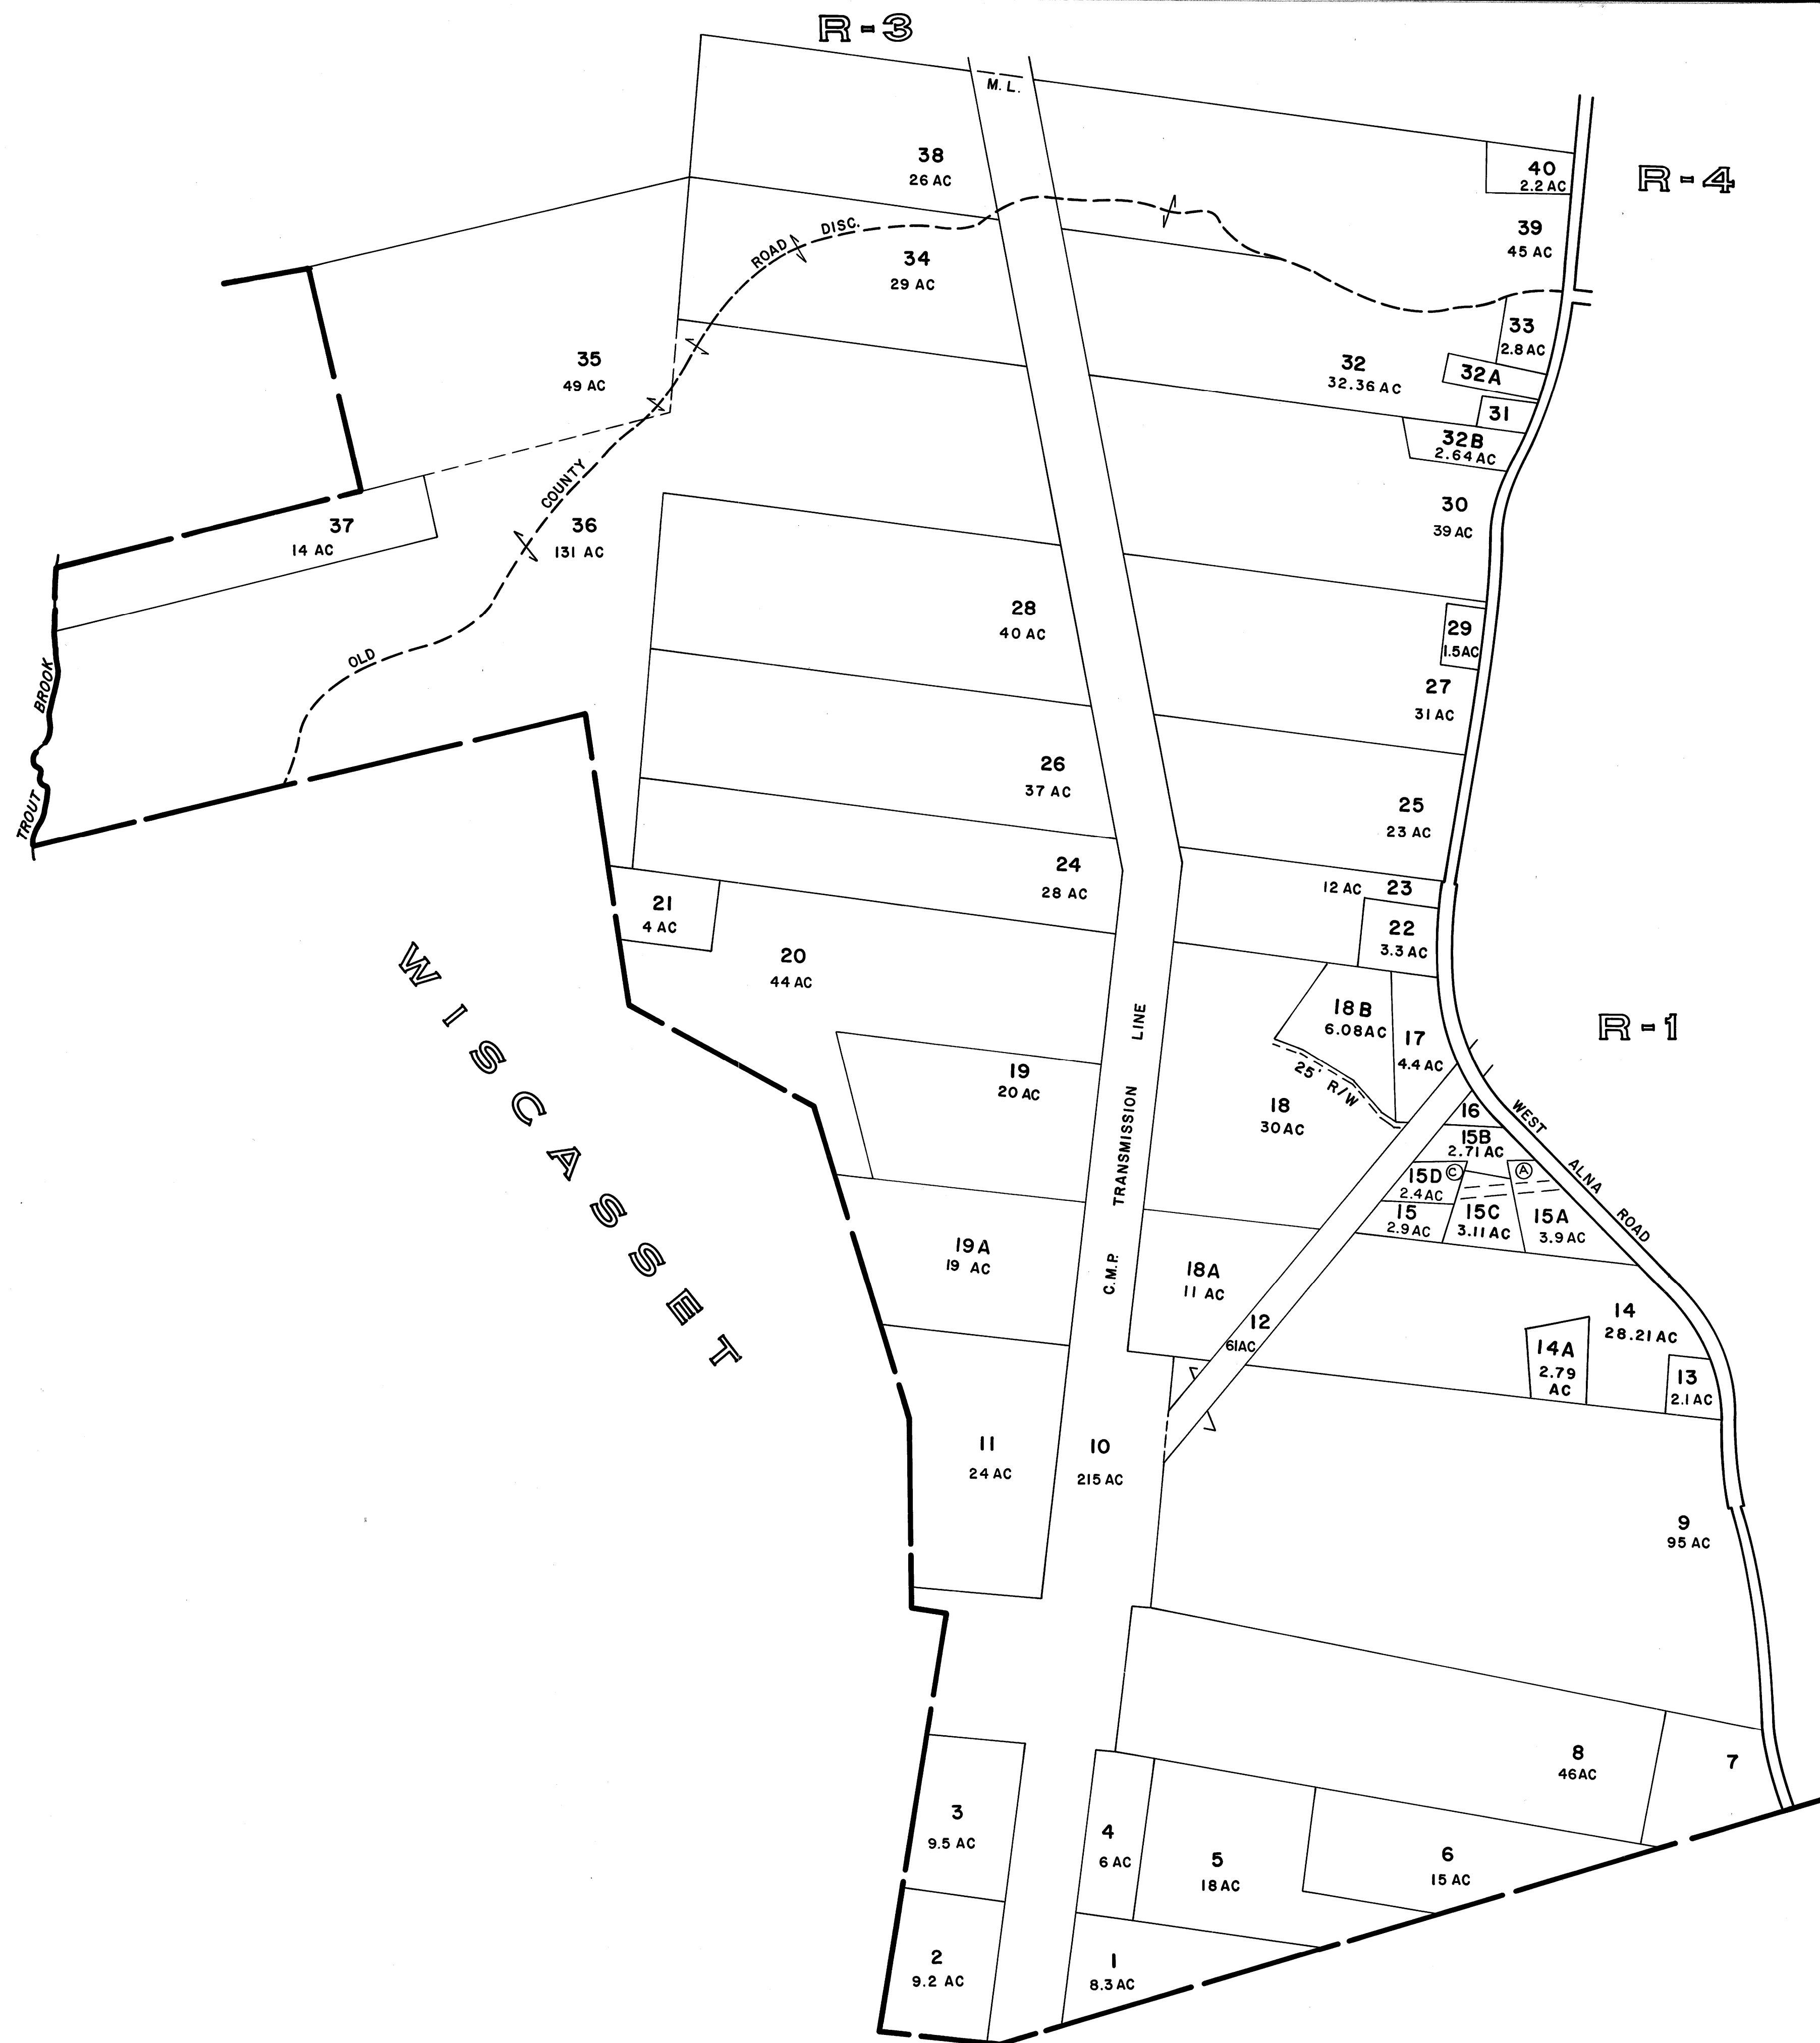 R-3
M. L.
38
26 AC
40
2.2 AC
R-4
39
45 AC
ROAD DISC.
34
29 AC
33
2.8 AC
35
49 AC
32
32.36 AC
32A
31
32B
2.64 AC
COUNTY
30
39 AC
37
14 AC
36
131 AC
28
40 AC
29
1.5 AC
OLD
27
31 AC
TROUT BROOK
26
37 AC
25
23 AC
24
28 AC
12 AC 23
21
4 AC
22
3.3 AC
20
44 AC
WISCASSET
18B
6.08 AC
17
4.4 AC
R-1
25' R/W
19
20 AC
18
30 AC
16
WEST ALNA ROAD
15B
2.71 AC
15D
2.4 AC
C
A
15
2.9 AC
15C
3.11 AC
15A
3.9 AC
C.M.P. TRANSMISSION LINE
19A
19 AC
18A
11 AC
12
61 AC
14
28.21 AC
14A
2.79
AC
13
2.1 AC
11
24 AC
10
215 AC
9
95 AC
8
46 AC
7
3
9.5 AC
4
6 AC
5
18 AC
6
15 AC
2
9.2 AC
1
8.3 AC